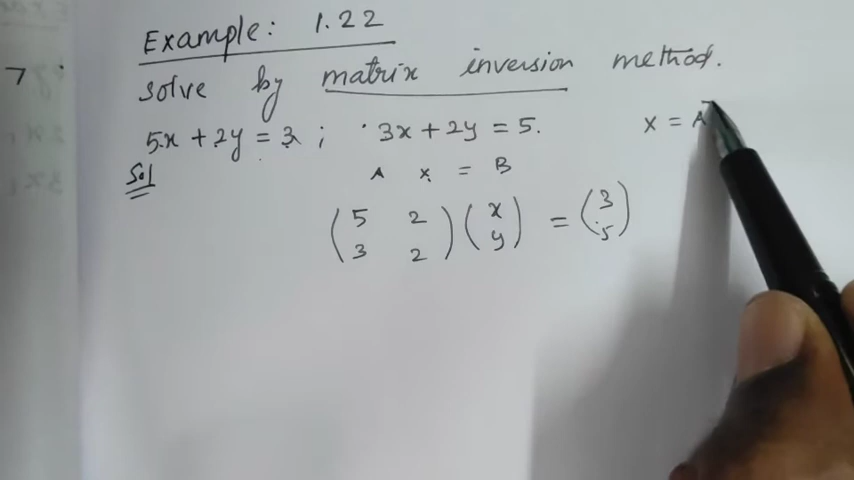 Example: 1.22
7
solve by matrix inversion method.
5x + 2y = 3 ; 3x + 2y = 5.
x = A
Sol
A x = B
( 5 2 ) ( x ) = ( 3 )
( 3 2 ) ( y ) ( 5 )